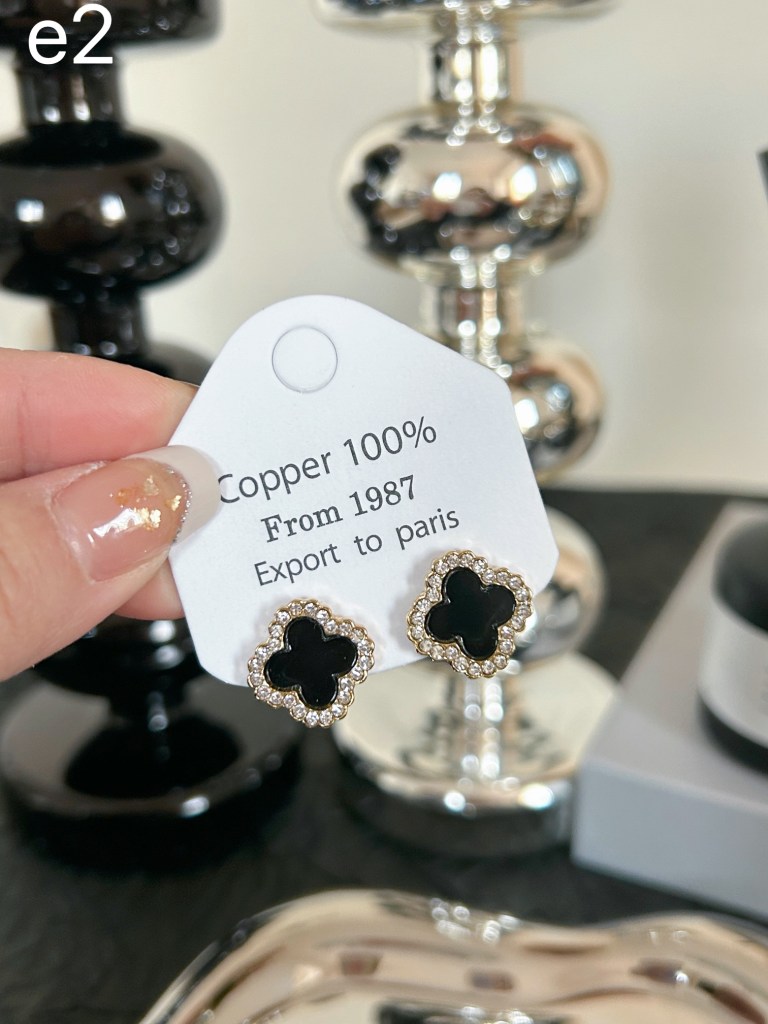 e2
Copper 100%
From 1987
Export to paris